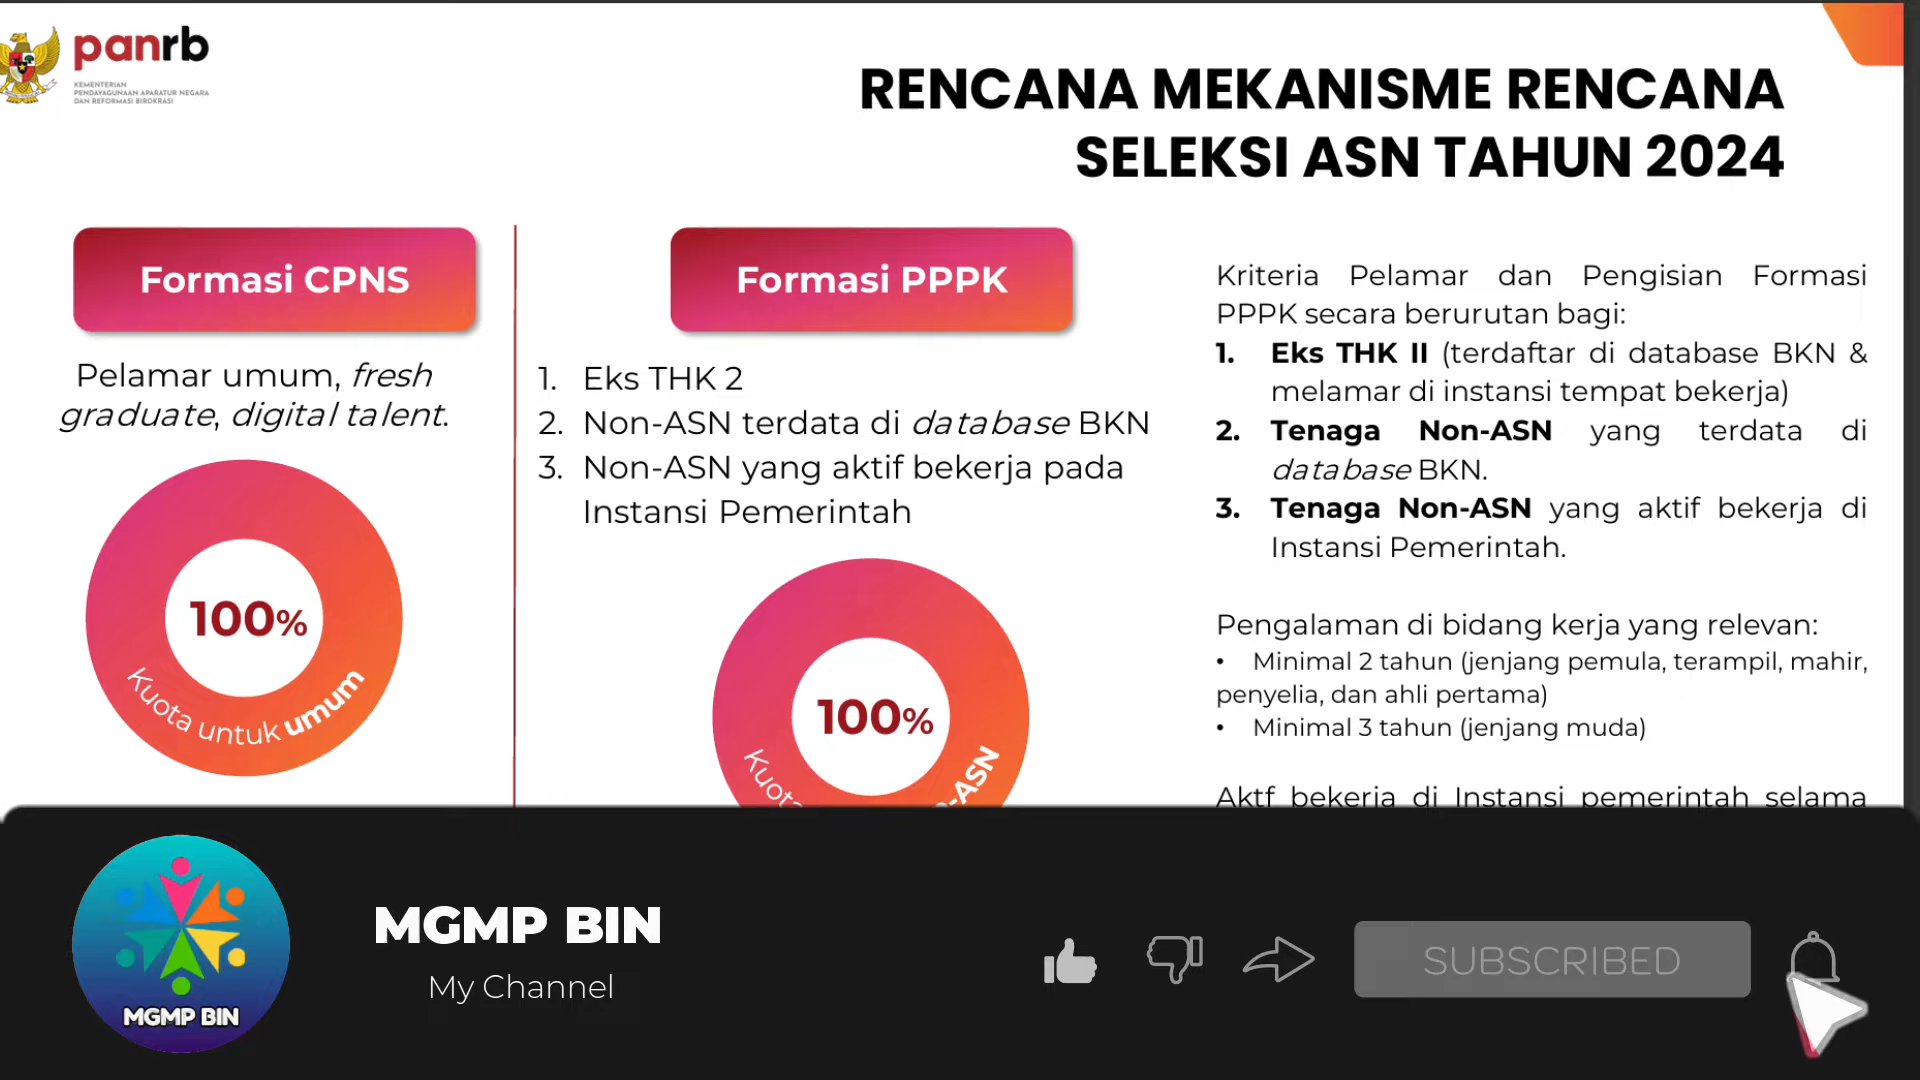 panrb
KEMENTERIAN
PENDAYAGUNAAN APARATUR NEGARA
DAN REFORMASI BIROKRASI
RENCANA MEKANISME RENCANA
SELEKSI ASN TAHUN 2024
Formasi CPNS
Pelamar umum, fresh
graduate, digital talent.
100%
Kuota untuk umum
Formasi PPPK
1. Eks THK 2
2. Non-ASN terdata di database BKN
3. Non-ASN yang aktif bekerja pada
Instansi Pemerintah
100%
Kuota
-ASN
Kriteria Pelamar dan Pengisian Formasi
PPPK secara berurutan bagi:
1. Eks THK II (terdaftar di database BKN &
melamar di instansi tempat bekerja)
2. Tenaga Non-ASN yang terdata di
database BKN.
3. Tenaga Non-ASN yang aktif bekerja di
Instansi Pemerintah.
Pengalaman di bidang kerja yang relevan:
• Minimal 2 tahun (jenjang pemula, terampil, mahir,
penyelia, dan ahli pertama)
• Minimal 3 tahun (jenjang muda)
Aktf bekerja di Instansi pemerintah selama
MGMP BIN
MGMP BIN
My Channel
SUBSCRIBED